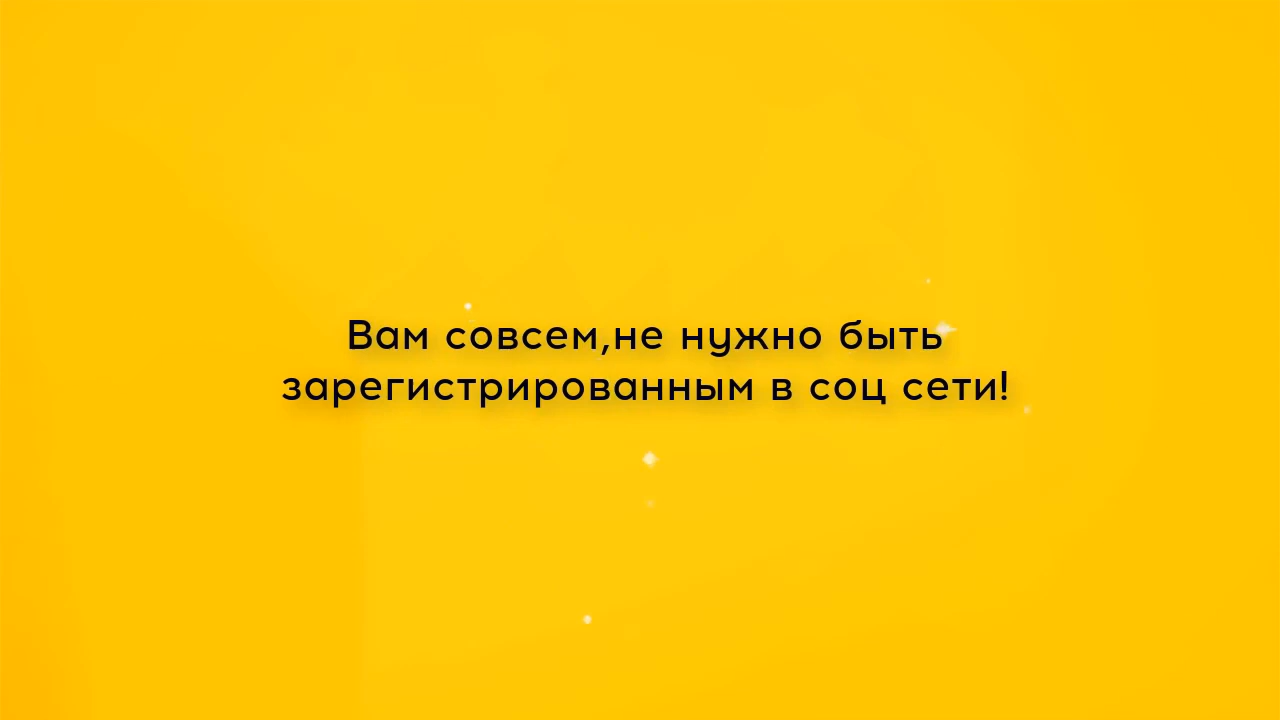 Вам совсем,не нужно быть
зарегистрированным в соц сети!